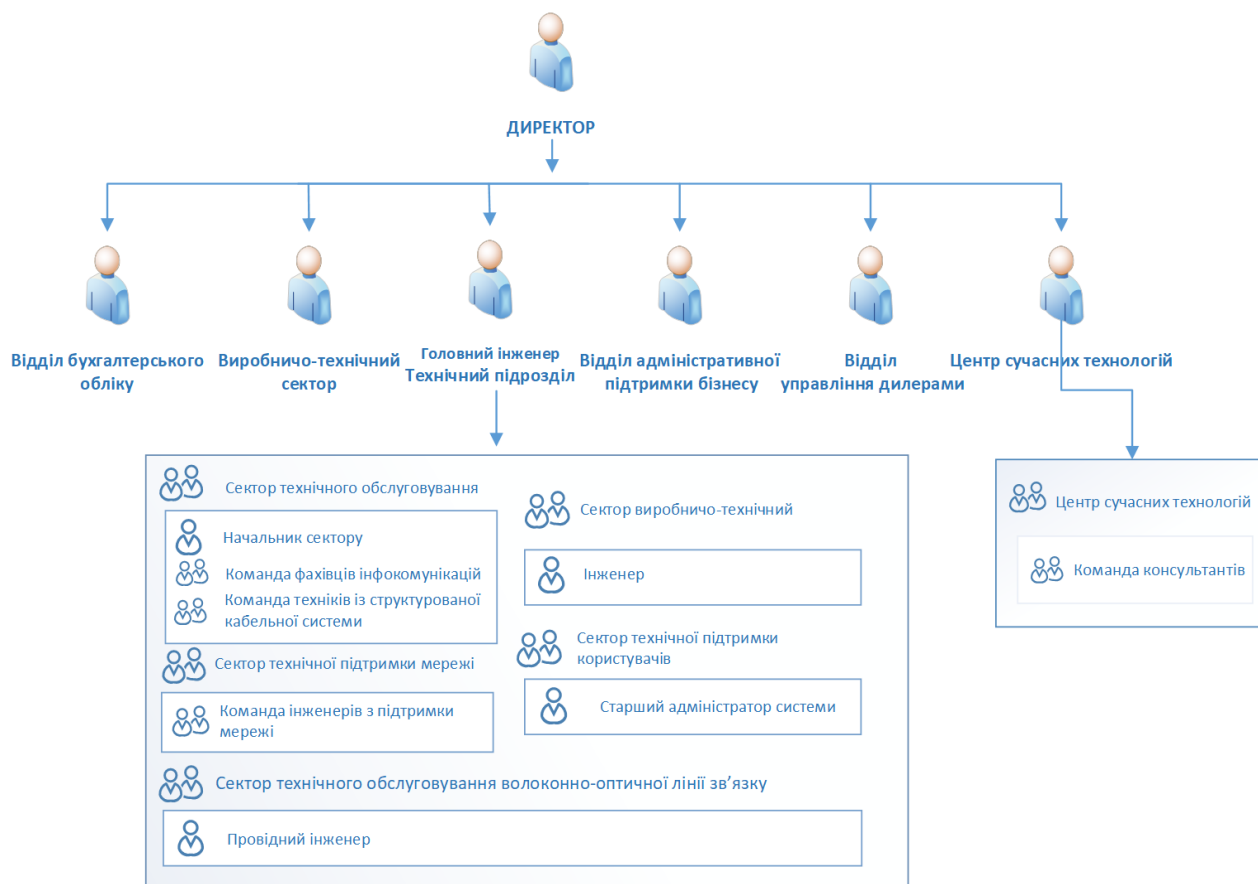 ДИРЕКТОР
Відділ бухгалтерського
обліку
Виробничо-технічний
сектор
Головний інженер
Технічний підрозділ
Відділ адміністративної
підтримки бізнесу
Відділ
управління дилерами
Центр сучасних технологій
Сектор технічного обслуговування
Начальник сектору
Команда фахівців інфокомунікацій
Команда техніків із структурованої
кабельної системи
Сектор технічної підтримки мережі
Команда інженерів з підтримки
мережі
Сектор виробничо-технічний
Інженер
Сектор технічної підтримки
користувачів
Старший адміністратор системи
Сектор технічного обслуговування волоконно-оптичної лінії зв’язку
Провідний інженер
Центр сучасних технологій
Команда консультантів